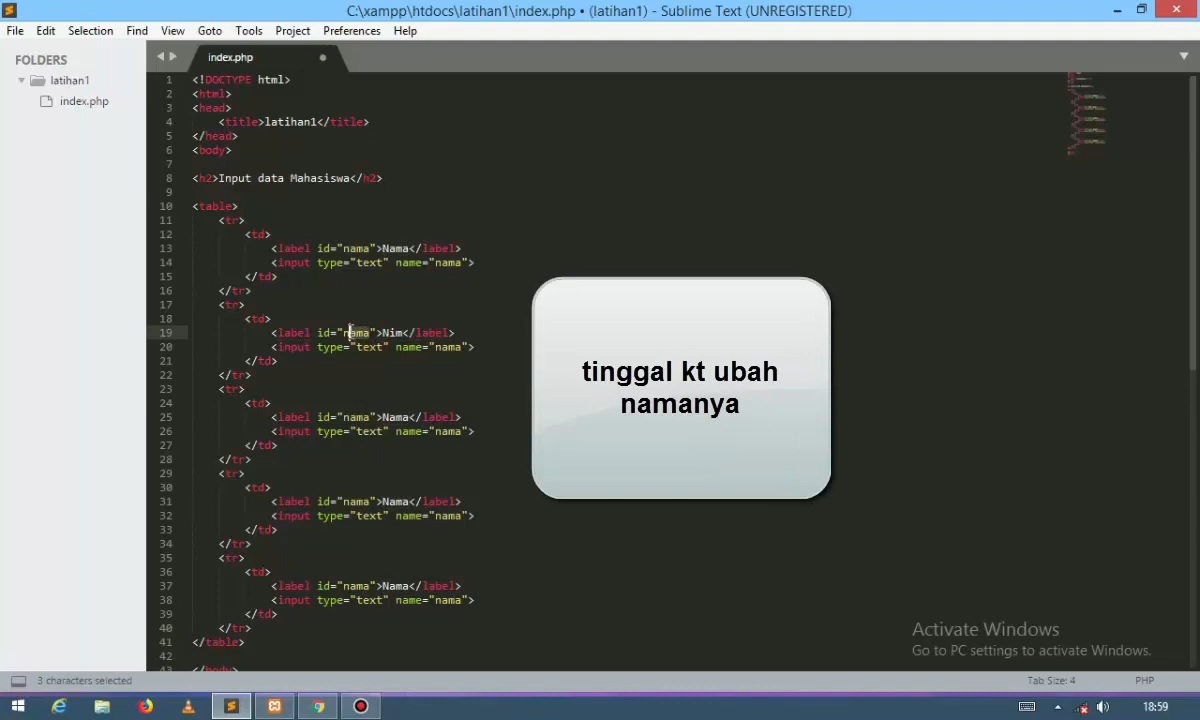 C:\xampp\htdocs\latihan1\index.php • (latihan1) - Sublime Text (UNREGISTERED)
File Edit Selection Find View Goto Tools Project Preferences Help
FOLDERS
latihan1
index.php
index.php
1 <!DOCTYPE html>
2 <html>
3 <head>
4 <title>latihan1</title>
5 </head>
6 <body>
7
8 <h2>Input data Mahasiswa</h2>
9
10 <table>
11 <tr>
12 <td>
13 <label id="nama">Nama</label>
14 <input type="text" name="nama">
15 </td>
16 </tr>
17 <tr>
18 <td>
19 <label id="nama">Nim</label>
20 <input type="text" name="nama">
21 </td>
22 </tr>
23 <tr>
24 <td>
25 <label id="nama">Nama</label>
26 <input type="text" name="nama">
27 </td>
28 </tr>
29 <tr>
30 <td>
31 <label id="nama">Nama</label>
32 <input type="text" name="nama">
33 </td>
34 </tr>
35 <tr>
36 <td>
37 <label id="nama">Nama</label>
38 <input type="text" name="nama">
39 </td>
40 </tr>
41 </table>
42
43 </body>
tinggal kt ubah
namanya
Activate Windows
Go to PC settings to activate Windows.
3 characters selected
Tab Size: 4
PHP
18:59